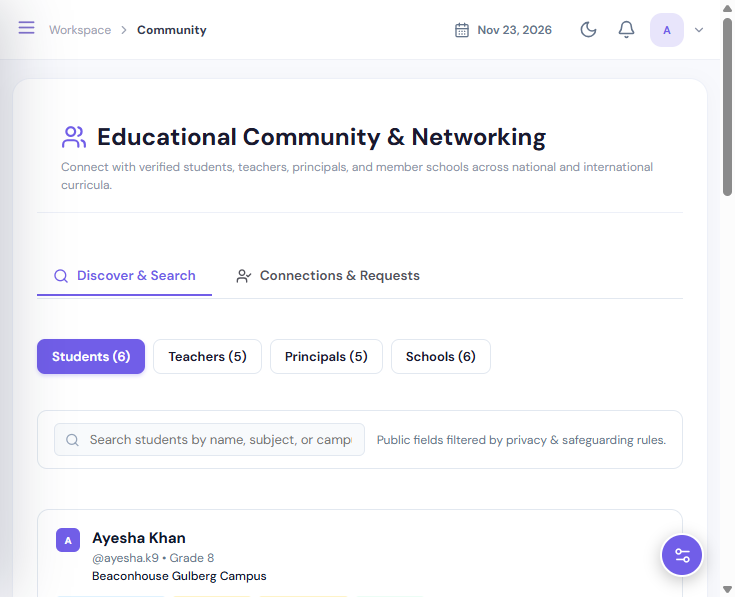 Workspace > Community
Nov 23, 2026
A
Educational Community & Networking
Connect with verified students, teachers, principals, and member schools across national and international
curricula.
Discover & Search
Connections & Requests
Students (6)
Teachers (5)
Principals (5)
Schools (6)
Search students by name, subject, or camp
Public fields filtered by privacy & safeguarding rules.
A
Ayesha Khan
@ayesha.k9 • Grade 8
Beaconhouse Gulberg Campus